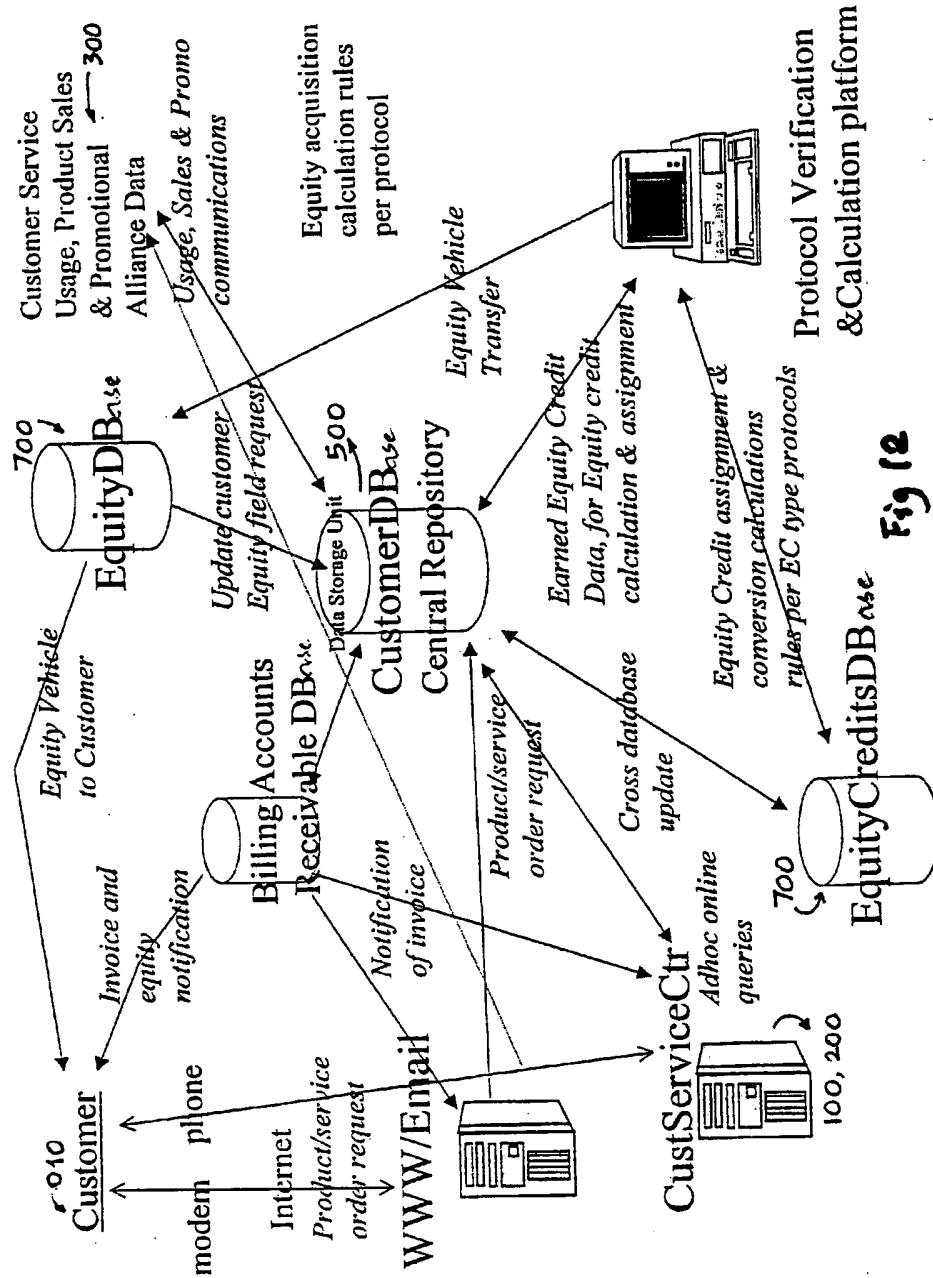 010
Customer
modem phone
Internet
Product/service
order request
WWW/Email
CustServiceCtr
100, 200
Adhoc online
queries
Invoice and
equity
notification
Equity Vehicle
to Customer
Billing Accounts
Receivable DBase
Notification
of invoice
Product/service
order request
Cross database
update
700
EquityCreditsDBase
700
EquityDBase
Update customer
Equity field request
500
Data Storage Unit
CustomerDBase
Central Repository
Earned Equity Credit
Data, for Equity credit
calculation & assignment
Equity Credit assignment &
conversion calculations
rules per EC type protocols
Equity Vehicle
Transfer
Customer Service
Usage, Product Sales
& Promotional 300
Alliance Data
Usage, Sales & Promo
communications
Equity acquisition
calculation rules
per protocol
Protocol Verification
&Calculation platform
Fig 12